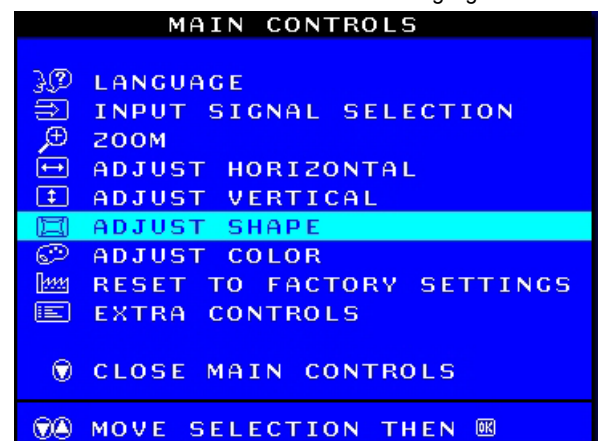 MAIN CONTROLS
LANGUAGE
INPUT SIGNAL SELECTION
ZOOM
ADJUST HORIZONTAL
ADJUST VERTICAL
ADJUST SHAPE
ADJUST COLOR
RESET TO FACTORY SETTINGS
EXTRA CONTROLS
CLOSE MAIN CONTROLS
MOVE SELECTION THEN OK